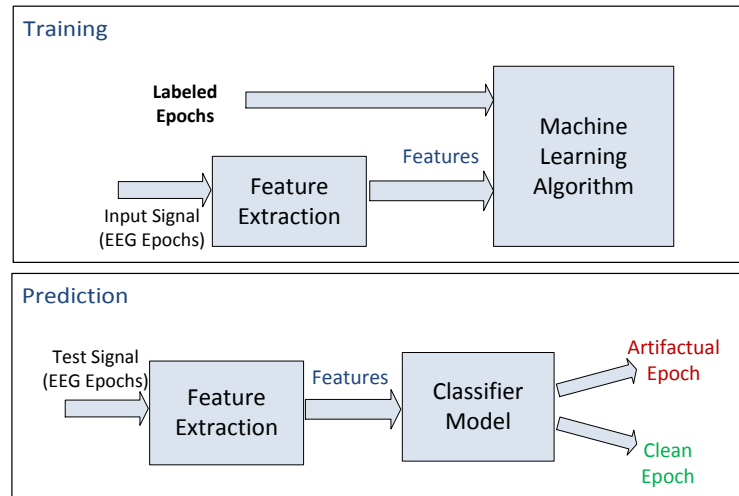 Training
Labeled
Epochs
Machine
Learning
Algorithm
Features
Feature
Extraction
Input Signal
(EEG Epochs)
Prediction
Test Signal
(EEG Epochs)
Feature
Extraction
Features
Classifier
Model
Artifactual
Epoch
Clean
Epoch